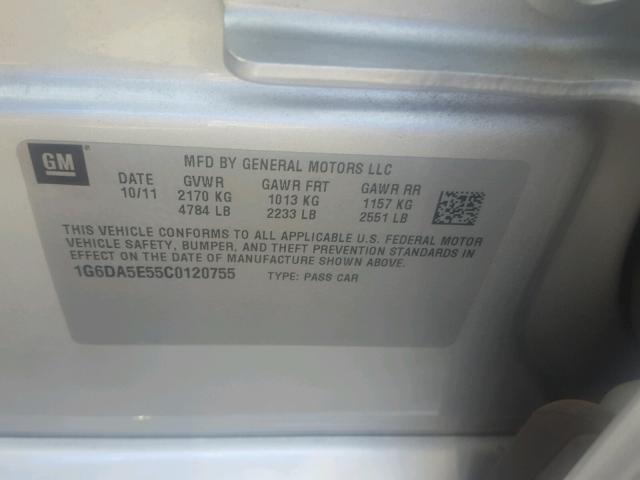 GM
MFD BY GENERAL MOTORS LLC
DATE GVWR GAWR FRT GAWR RR
10/11 2170 KG 1013 KG 1157 KG
4784 LB 2233 LB 2551 LB
THIS VEHICLE CONFORMS TO ALL APPLICABLE U.S. FEDERAL MOTOR
VEHICLE SAFETY, BUMPER, AND THEFT PREVENTION STANDARDS IN
EFFECT ON THE DATE OF MANUFACTURE SHOWN ABOVE.
1G6DA5E55C0120755 TYPE: PASS CAR